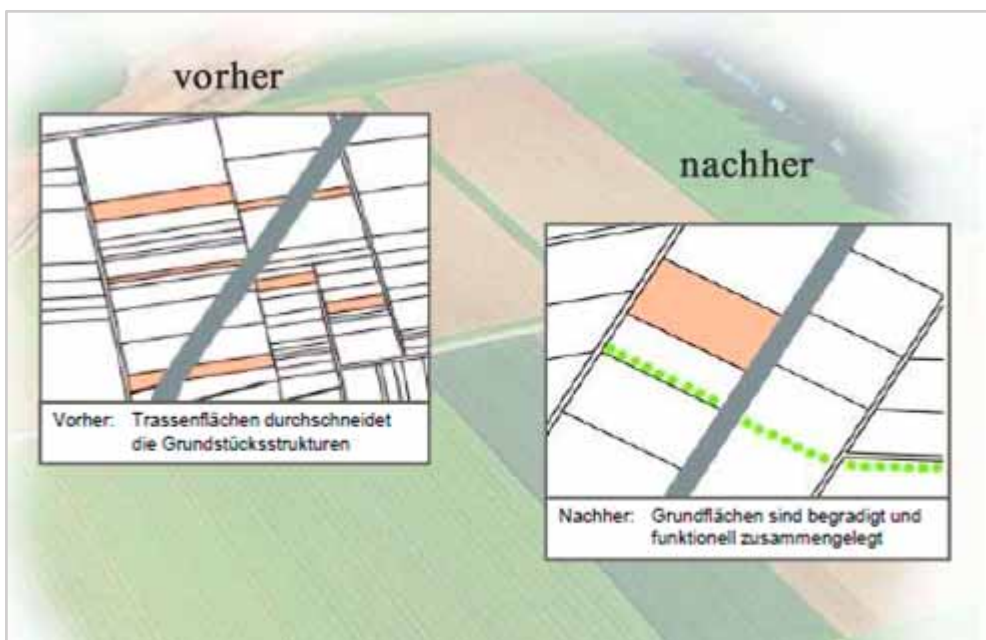 vorher
Vorher: Trassenflächen durchschneidet
die Grundstücksstrukturen
nachher
Nachher: Grundflächen sind begradigt und
funktionell zusammengelegt